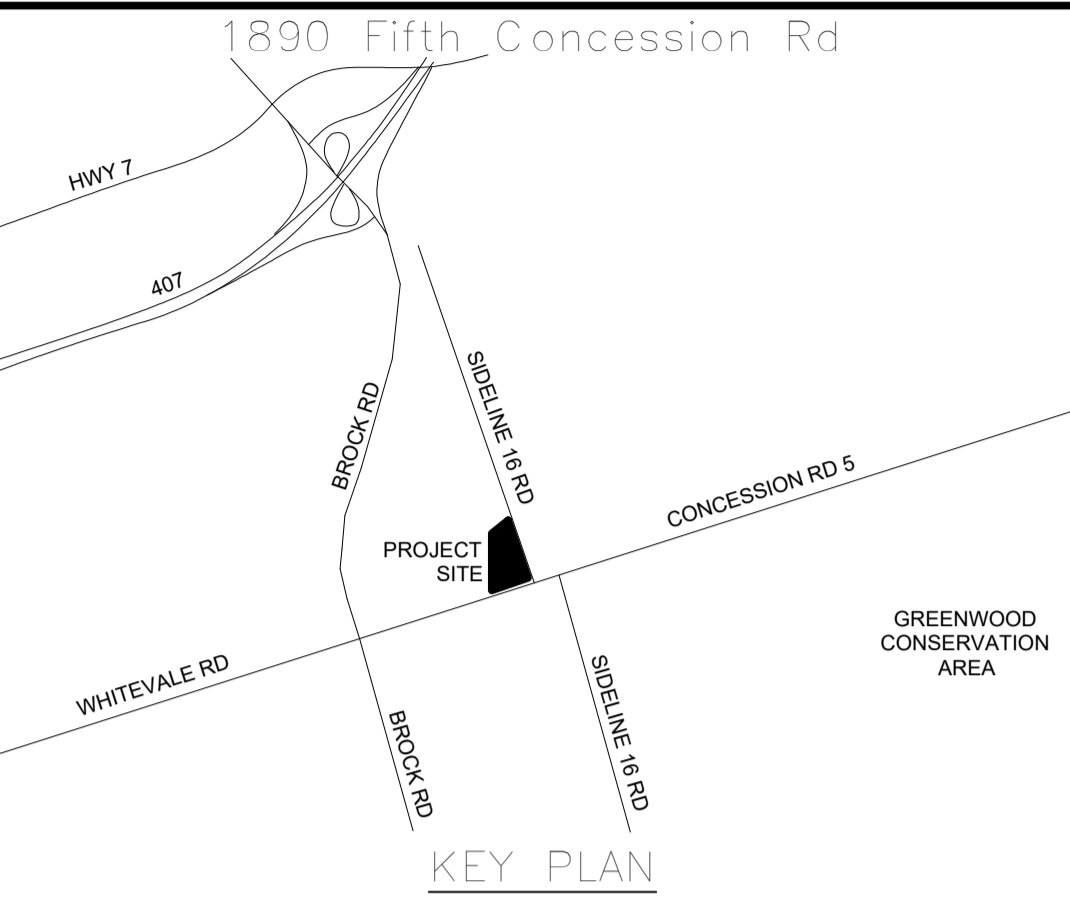 1890 Fifth Concession Rd
HWY 7
407
SIDELINE 16 RD
BROCK RD
CONCESSION RD 5
PROJECT
SITE
GREENWOOD
CONSERVATION
AREA
WHITEVALE RD
SIDELINE 16 RD
BROCK RD
KEY PLAN